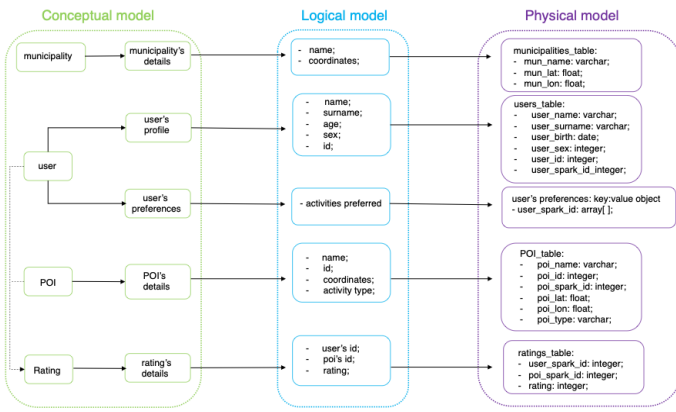 Conceptual model
Logical model
Physical model
municipality
municipality's
details
- name;
- coordinates;
municipalities_table:
- mun_name: varchar;
- mun_lat: float;
- mun_lon: float;
user
user's
profile
- name;
- surname;
- age;
- sex;
- id;
users_table:
- user_name: varchar;
- user_surname: varchar;
- user_birth: date;
- user_sex: integer;
- user_id: integer;
- user_spark_id_integer;
user's
preferences
- activities preferred
user's preferences: key:value object
- user_spark_id: array[ ];
POI
POI's
details
- name;
- id;
- coordinates;
- activity type;
POI_table:
- poi_name: varchar;
- poi_id: integer;
- poi_spark_id: integer;
- poi_lat: float;
- poi_lon: float;
- poi_type: varchar;
Rating
rating's
details
- user's id;
- poi's id;
- rating;
ratings_table:
- user_spark_id: integer;
- poi_spark_id: integer;
- rating: integer;